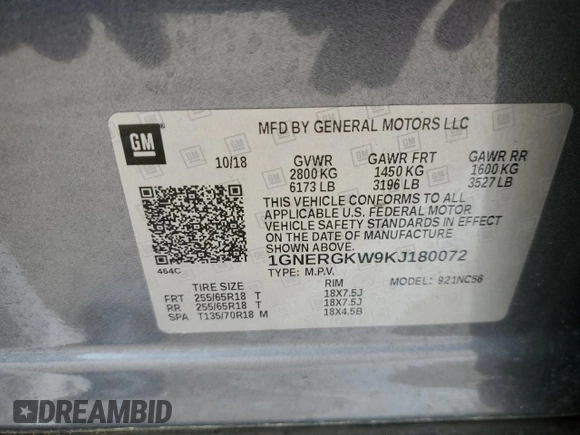 GM
MFD BY GENERAL MOTORS LLC
10/18 GVWR GAWR FRT GAWR RR
2800 KG 1450 KG 1600 KG
6173 LB 3196 LB 3527 LB
THIS VEHICLE CONFORMS TO ALL
APPLICABLE U.S. FEDERAL MOTOR
VEHICLE SAFETY STANDARDS IN EFFECT
ON THE DATE OF MANUFACTURE
SHOWN ABOVE.
1GNERGKW9KJ180072
464C
TYPE: M.P.V. MODEL: 921NC56
TIRE SIZE RIM
FRT 255/65R18 T 18X7.5J
RR 255/65R18 T 18X7.5J
SPA T135/70R18 M 18X4.5B
DREAMBID